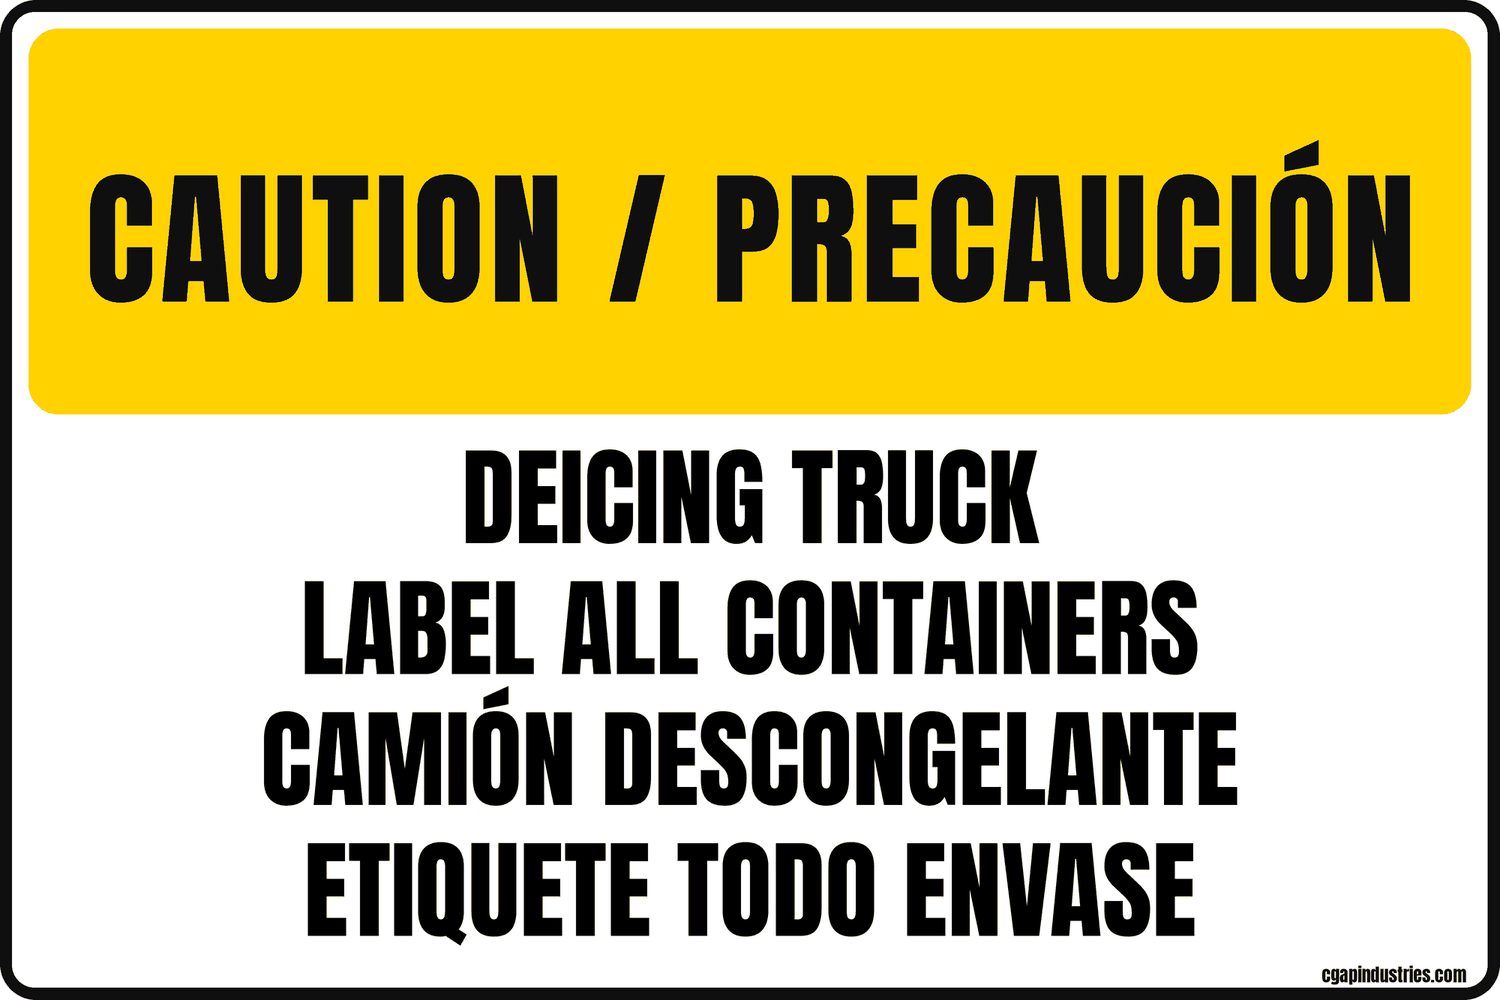 CAUTION / PRECAUCIÓN
DEICING TRUCK
LABEL ALL CONTAINERS
CAMIÓN DESCONGELANTE
ETIQUETE TODO ENVASE
cgapindustries.com